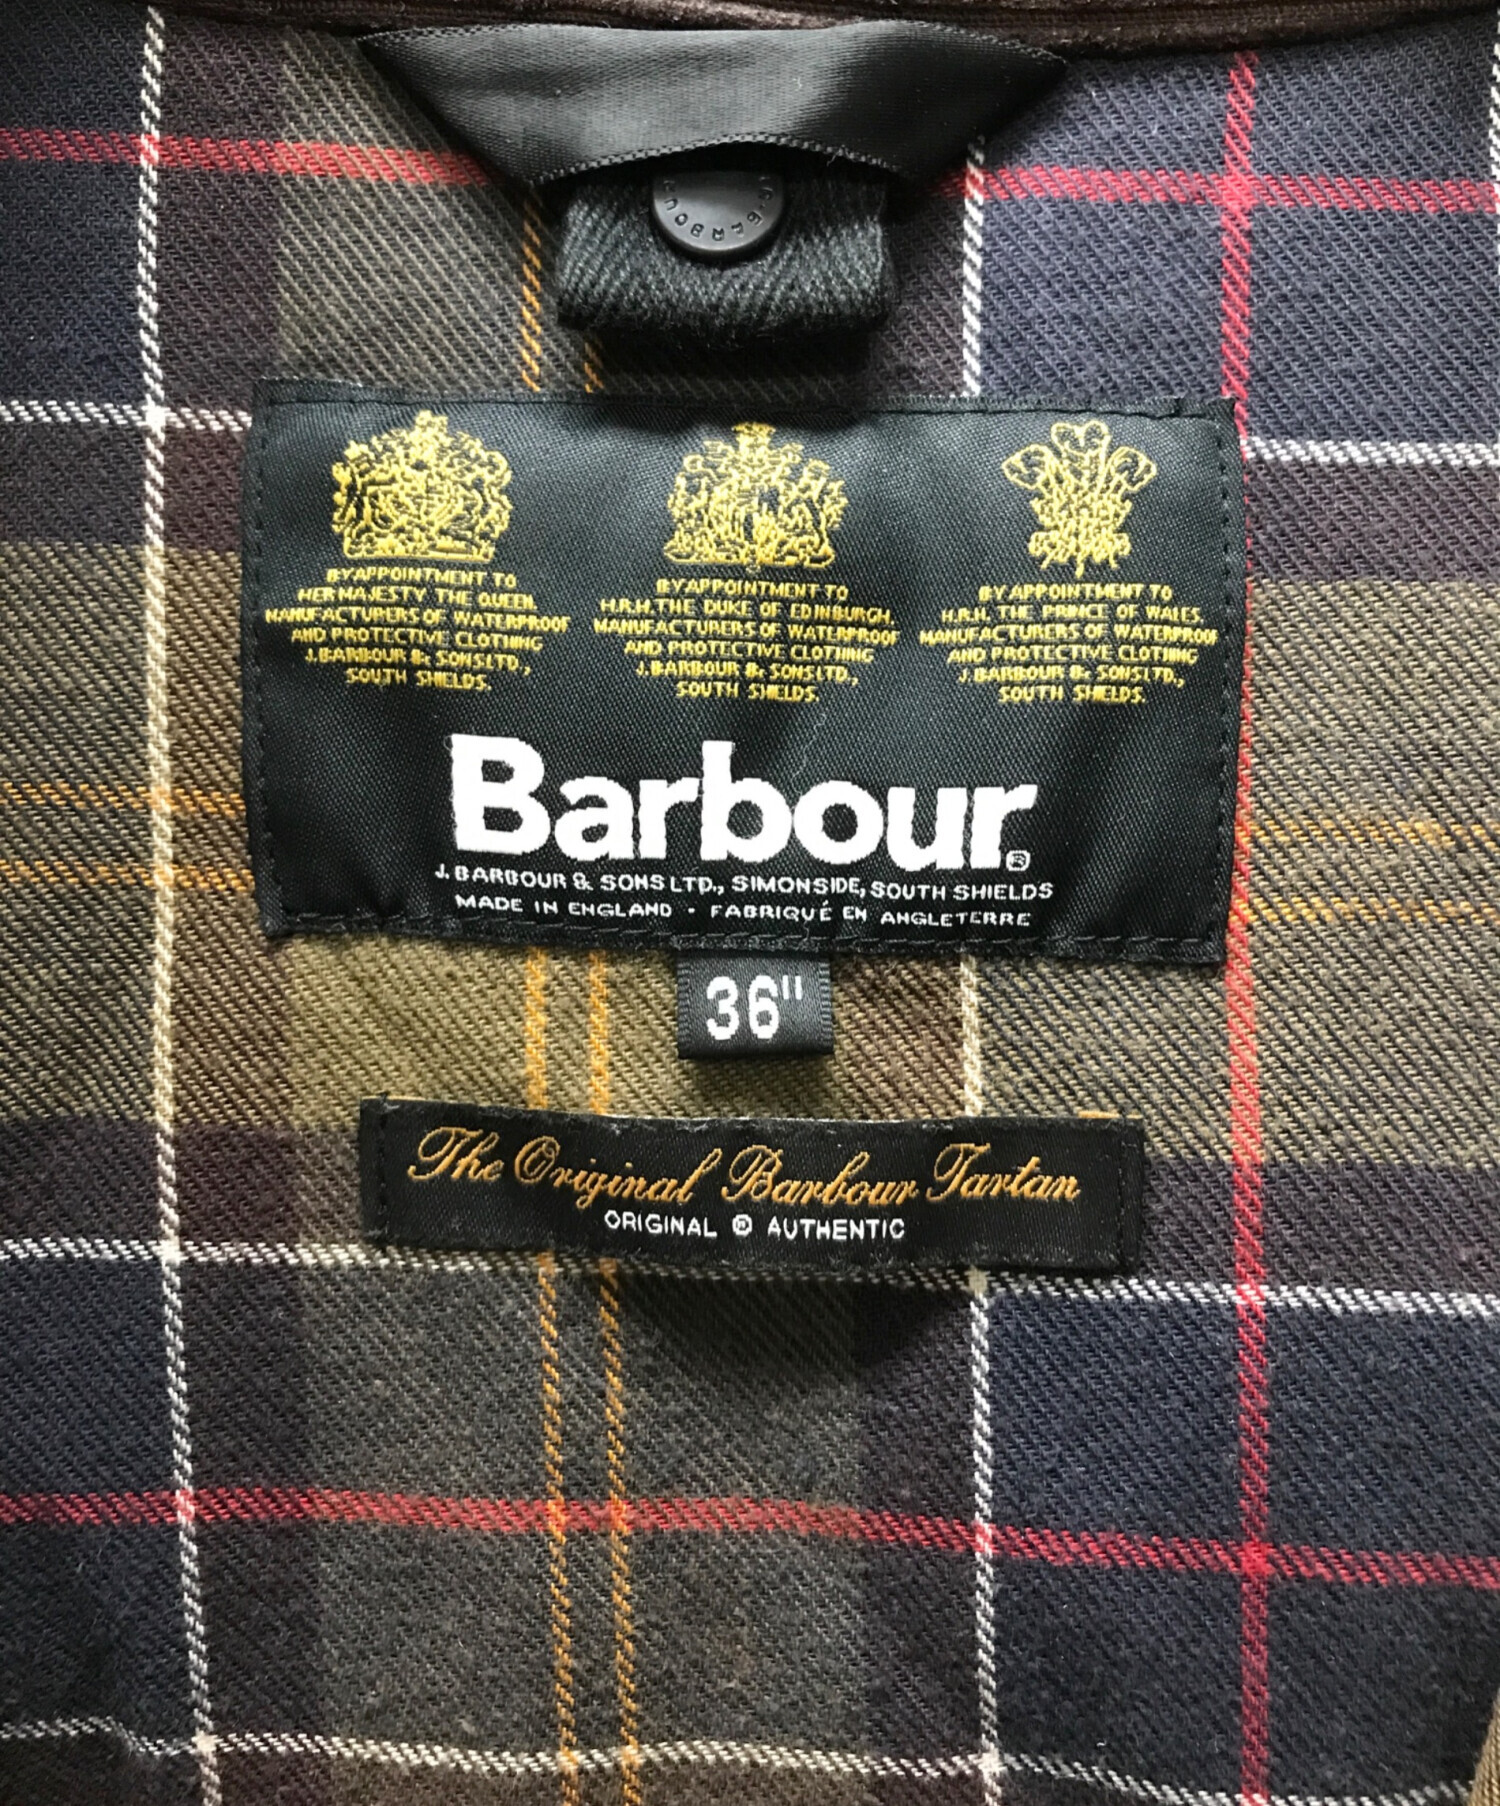 BARBOUR
BY APPOINTMENT TO
HER MAJESTY THE QUEEN
MANUFACTURERS OF WATERPROOF
AND PROTECTIVE CLOTHING
J. BARBOUR & SONS LTD.,
SOUTH SHIELDS.
BY APPOINTMENT TO
H.R.H. THE DUKE OF EDINBURGH,
MANUFACTURERS OF WATERPROOF
AND PROTECTIVE CLOTHING
J. BARBOUR & SONS LTD.,
SOUTH SHIELDS.
BY APPOINTMENT TO
H.R.H. THE PRINCE OF WALES.
MANUFACTURERS OF WATERPROOF
AND PROTECTIVE CLOTHING
J. BARBOUR & SONS LTD.,
SOUTH SHIELDS.
Barbour®
J. BARBOUR & SONS LTD., SIMONSIDE, SOUTH SHIELDS
MADE IN ENGLAND · FABRIQUÉ EN ANGLETERRE
36"
The Original Barbour Tartan
ORIGINAL ® AUTHENTIC